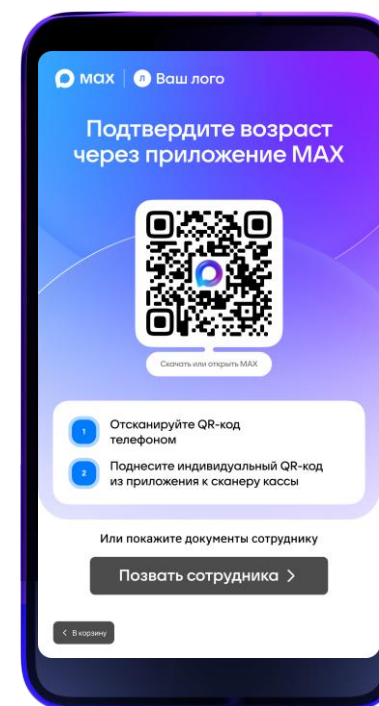 max | Л Ваш лого
Подтвердите возраст
через приложение MAX
Скачать или открыть MAX
1 Отсканируйте QR-код
телефоном
2 Поднесите индивидуальный QR-код
из приложения к сканеру кассы
Или покажите документы сотруднику
Позвать сотрудника >
< В корзину